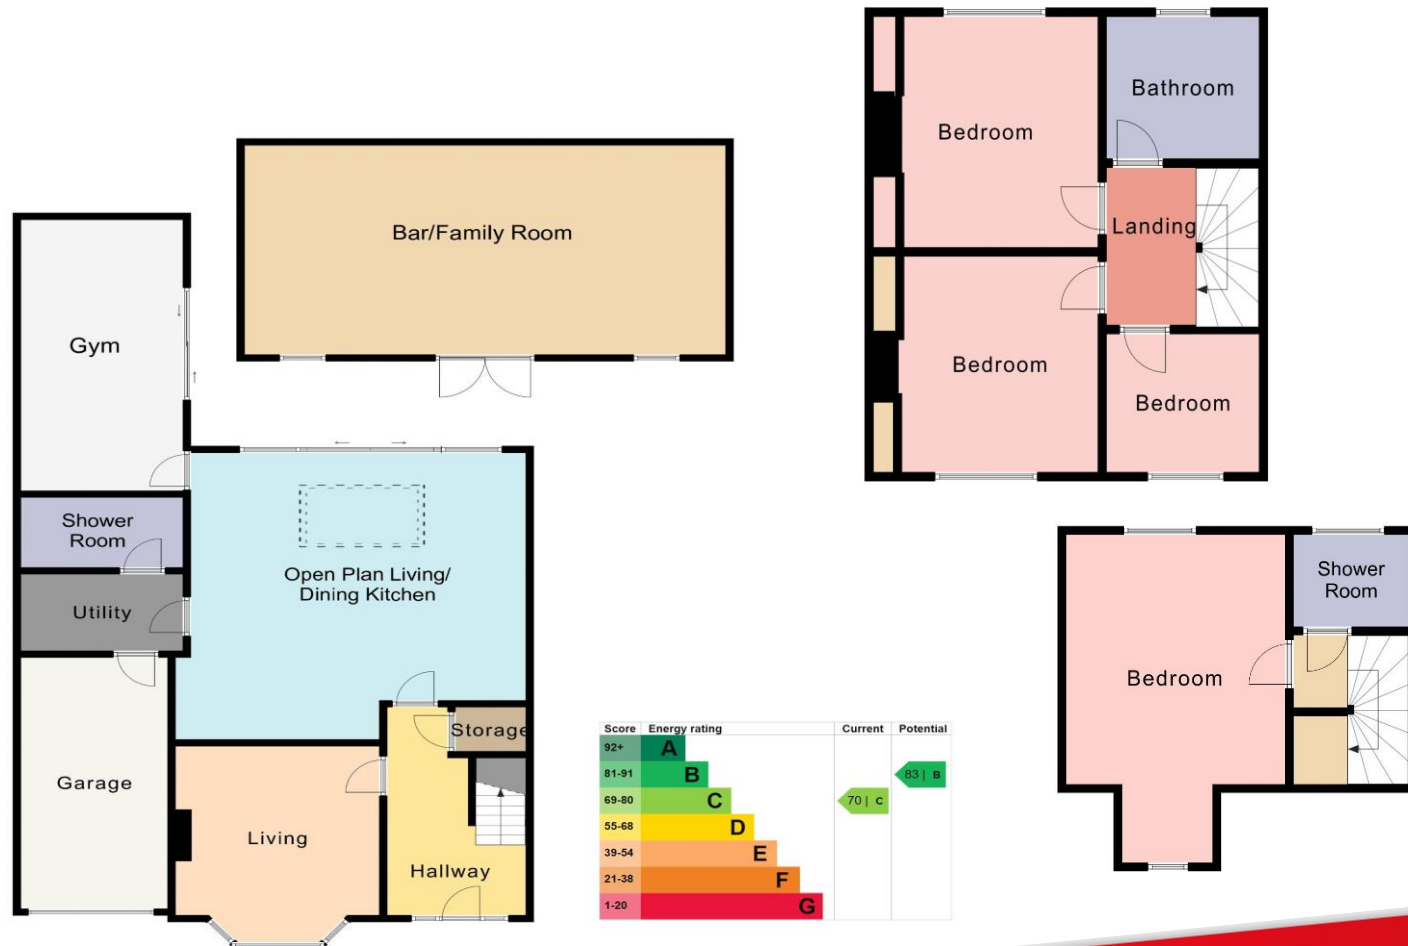 Bar/Family Room
Gym
Shower
Room
Utility
Garage
Open Plan Living/
Dining Kitchen
Storage
Living
Hallway
Bedroom
Bathroom
Landing
Bedroom
Bedroom
Bedroom
Shower
Room
Score Energy rating Current Potential
92+ A
81-91 B 83 | B
69-80 C 70 | C
55-68 D
39-54 E
21-38 F
1-20 G